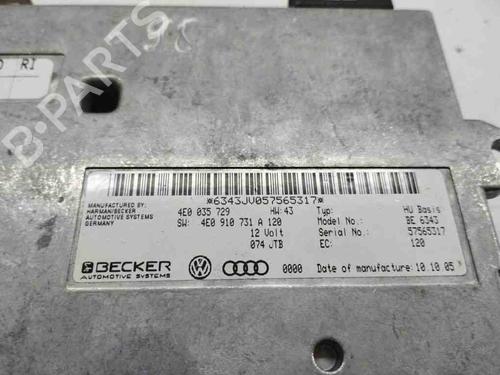 RI
98
B-PARTS
*6343JV057565317*
MANUFACTURED BY:
HARMAN/BECKER
AUTOMOTIVE SYSTEMS
GERMANY
4E0 035 729 HW:43 Typ: HU Basis
SW: 4E0 910 731 A 120 Model No.: BE 6343
12 Volt Serial No.: 57565317
074 JTB EC: 120
BECKER
AUTOMOTIVE SYSTEMS
0000 Date of manufacture: 10.10.05